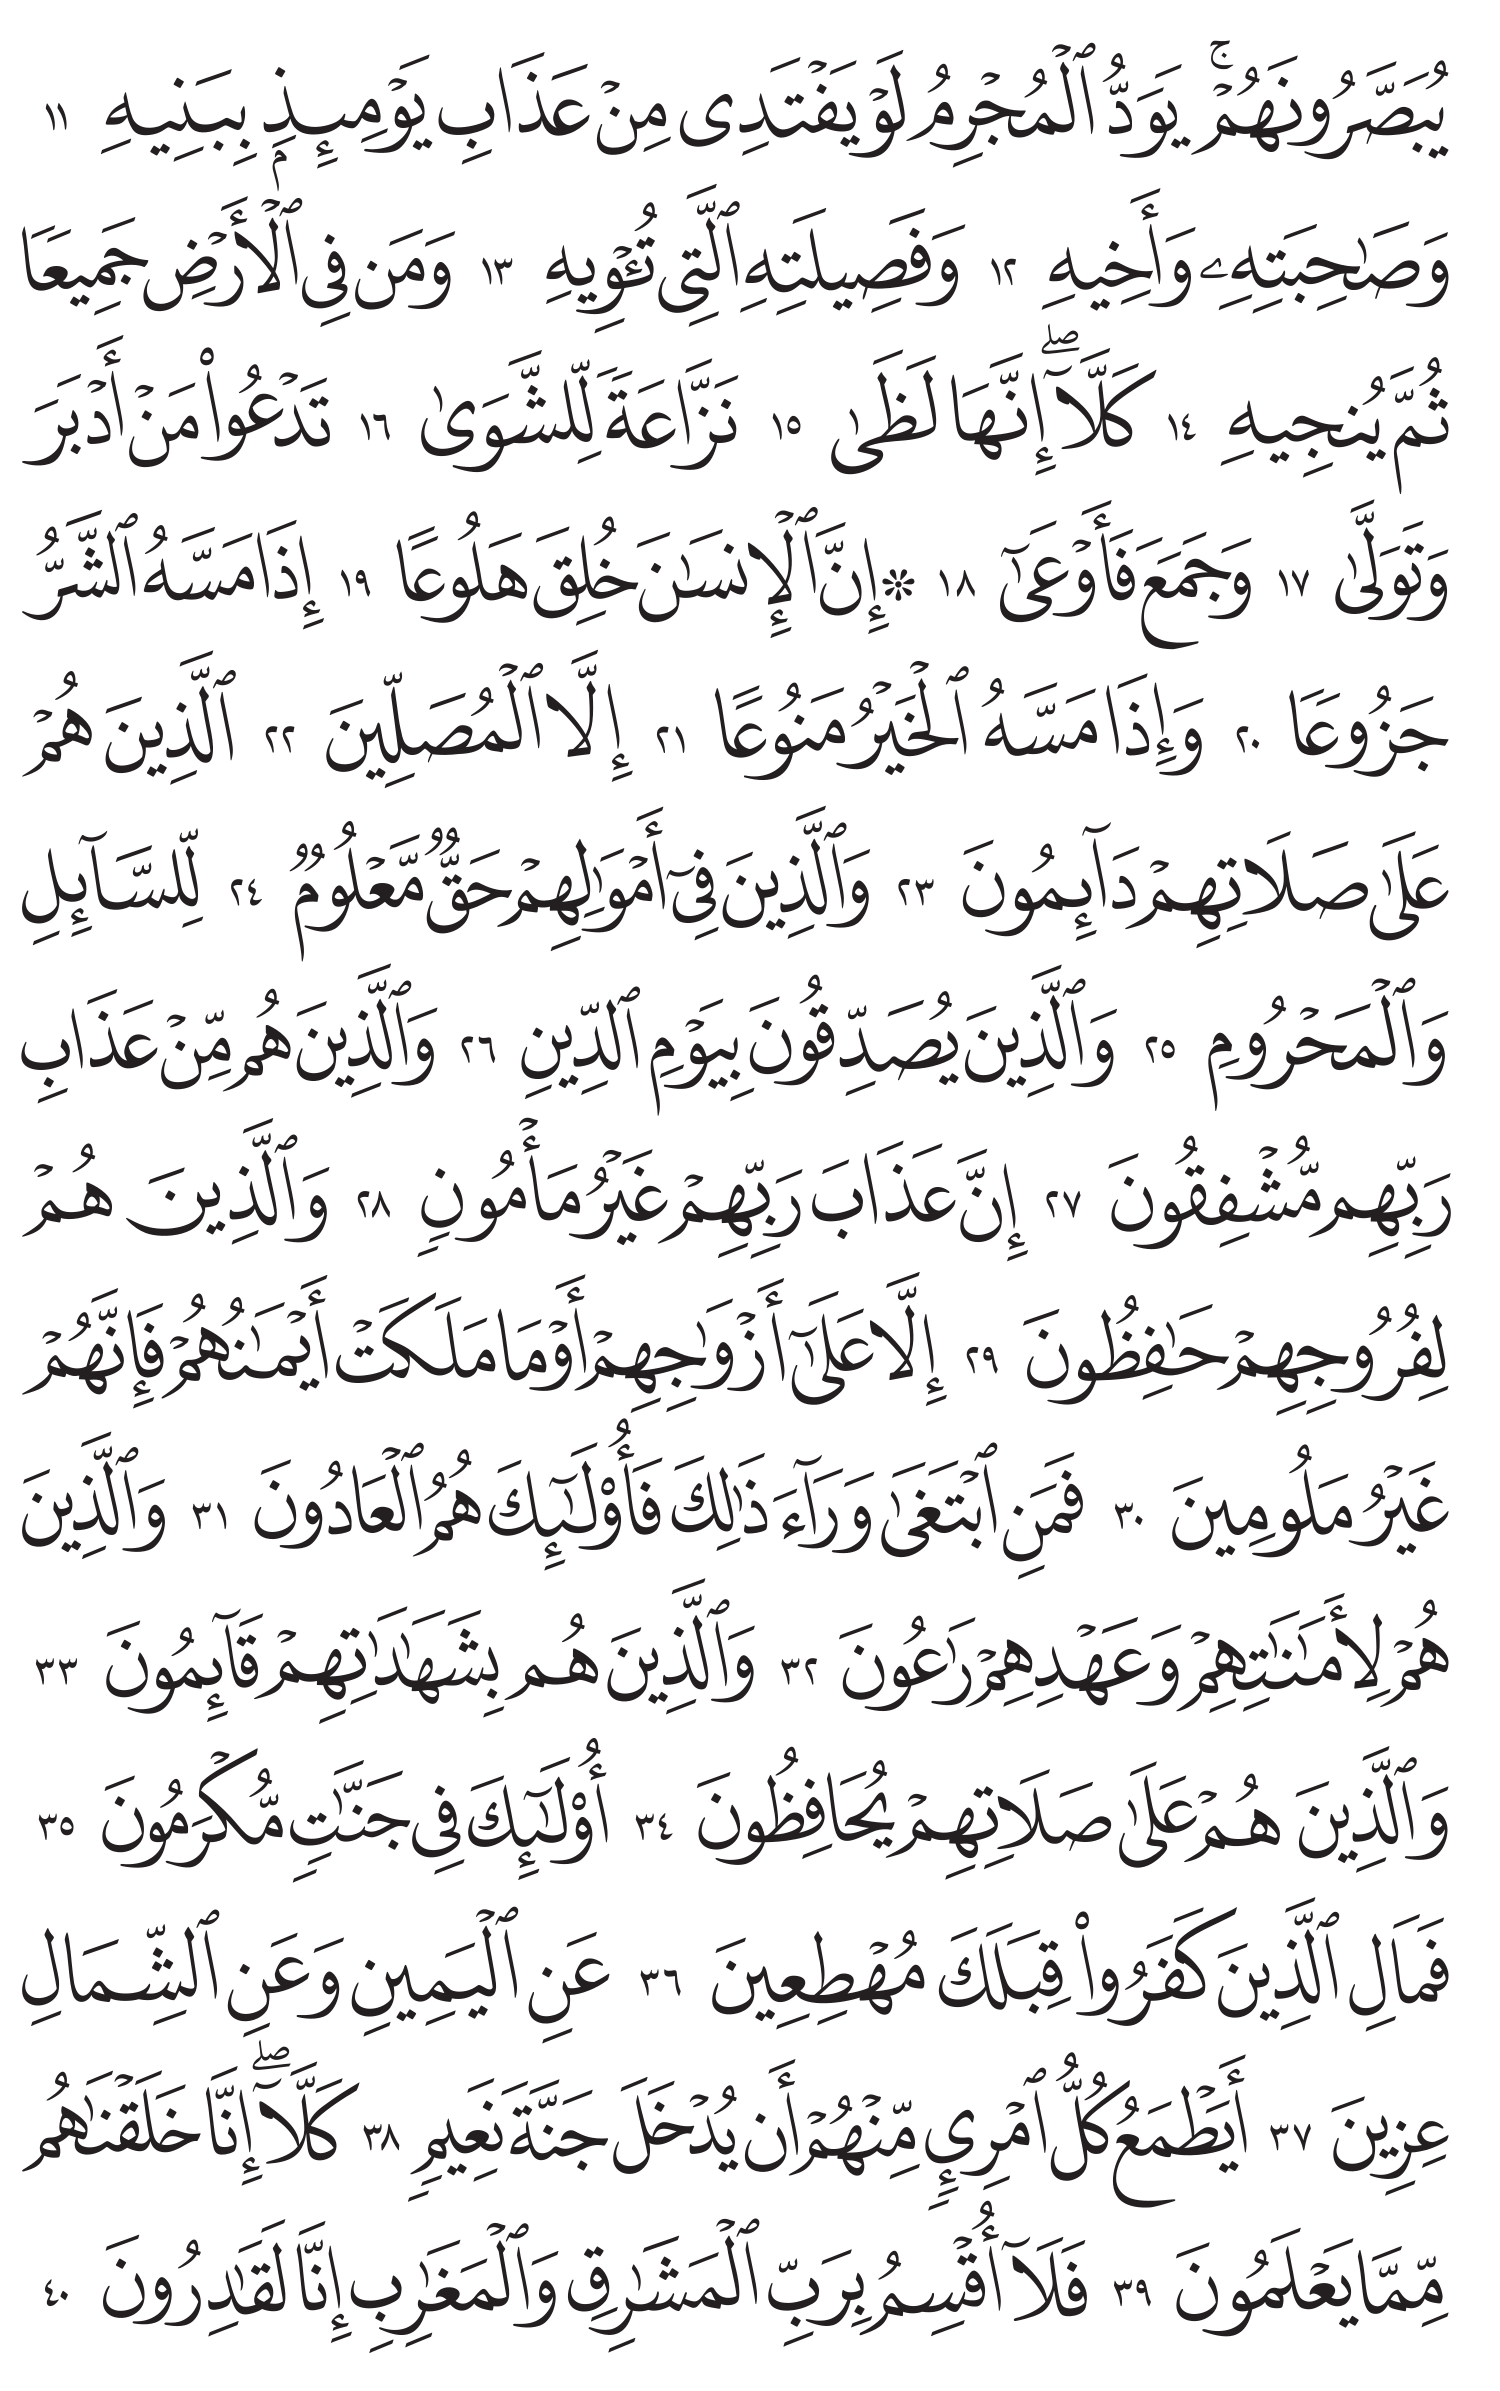 يُبَصَّرُونَهُمۡۚ يَوَدُّ ٱلۡمُجۡرِمُ لَوۡ يَفۡتَدِى مِنۡ عَذَابِ يَوۡمِئِذِۭ بِبَنِيهِ ١١
وَصَٰحِبَتِهِۦ وَأَخِيهِ ١٢ وَفَصِيلَتِهِ ٱلَّتِى تُـٔۡوِيهِ ١٣ وَمَن فِى ٱلۡأَرۡضِ جَمِيعٗا
ثُمَّ يُنجِيهِ ١٤ كَلَّآۖ إِنَّهَا لَظَىٰ ١٥ نَزَّاعَةٗ لِّلشَّوَىٰ ١٦ تَدۡعُواْ مَنۡ أَدۡبَرَ
وَتَوَلَّىٰ ١٧ وَجَمَعَ فَأَوۡعَىٰٓ ١٨ ۞إِنَّ ٱلۡإِنسَٰنَ خُلِقَ هَلُوعًا ١٩ إِذَا مَسَّهُ ٱلشَّرُّ
جَزُوعٗا ٢٠ وَإِذَا مَسَّهُ ٱلۡخَيۡرُ مَنُوعًا ٢١ إِلَّا ٱلۡمُصَلِّينَ ٢٢ ٱلَّذِينَ هُمۡ
عَلَىٰ صَلَاتِهِمۡ دَآئِمُونَ ٢٣ وَٱلَّذِينَ فِىٓ أَمۡوَٰلِهِمۡ حَقّٞ مَّعۡلُومٞ ٢٤ لِّلسَّآئِلِ
وَٱلۡمَحۡرُومِ ٢٥ وَٱلَّذِينَ يُصَدِّقُونَ بِيَوۡمِ ٱلدِّينِ ٢٦ وَٱلَّذِينَ هُم مِّنۡ عَذَابِ
رَبِّهِم مُّشۡفِقُونَ ٢٧ إِنَّ عَذَابَ رَبِّهِمۡ غَيۡرُ مَأۡمُونٖ ٢٨ وَٱلَّذِينَ هُمۡ
لِفُرُوجِهِمۡ حَٰفِظُونَ ٢٩ إِلَّا عَلَىٰٓ أَزۡوَٰجِهِمۡ أَوۡ مَا مَلَكَتۡ أَيۡمَٰنُهُمۡ فَإِنَّهُمۡ
غَيۡرُ مَلُومِينَ ٣٠ فَمَنِ ٱبۡتَغَىٰ وَرَآءَ ذَٰلِكَ فَأُوْلَٰٓئِكَ هُمُ ٱلۡعَادُونَ ٣١ وَٱلَّذِينَ
هُمۡ لِأَمَٰنَٰتِهِمۡ وَعَهۡدِهِمۡ رَٰعُونَ ٣٢ وَٱلَّذِينَ هُم بِشَهَٰدَٰتِهِمۡ قَآئِمُونَ ٣٣
وَٱلَّذِينَ هُمۡ عَلَىٰ صَلَاتِهِمۡ يُحَافِظُونَ ٣٤ أُوْلَٰٓئِكَ فِى جَنَّٰتٖ مُّكۡرَمُونَ ٣٥
فَمَالِ ٱلَّذِينَ كَفَرُواْ قِبَلَكَ مُهۡطِعِينَ ٣٦ عَنِ ٱلۡيَمِينِ وَعَنِ ٱلشِّمَالِ
عِزِينَ ٣٧ أَيَطۡمَعُ كُلُّ ٱمۡرِيٕٖ مِّنۡهُمۡ أَن يُدۡخَلَ جَنَّةَ نَعِيمٖ ٣٨ كَلَّآۖ إِنَّا خَلَقۡنَٰهُم
مِّمَّا يَعۡلَمُونَ ٣٩ فَلَآ أُقۡسِمُ بِرَبِّ ٱلۡمَشَٰرِقِ وَٱلۡمَغَٰرِبِ إِنَّا لَقَٰدِرُونَ ٤٠